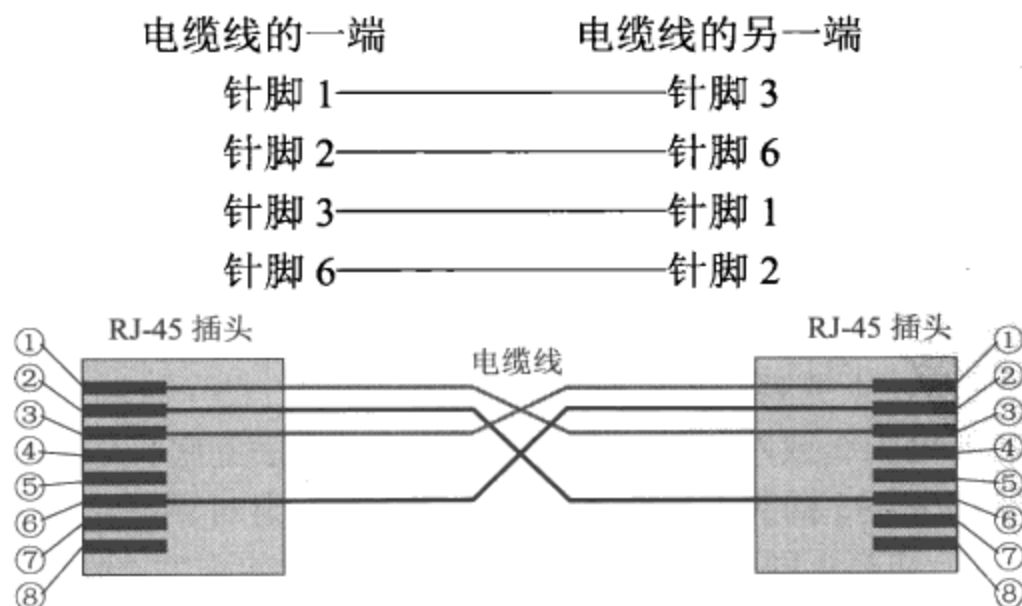 电缆线的一端 电缆线的另一端
针脚 1 针脚 3
针脚 2 针脚 6
针脚 3 针脚 1
针脚 6 针脚 2
RJ-45 插头 RJ-45 插头
电缆线
① ①
② ②
③ ③
④ ④
⑤ ⑤
⑥ ⑥
⑦ ⑦
⑧ ⑧